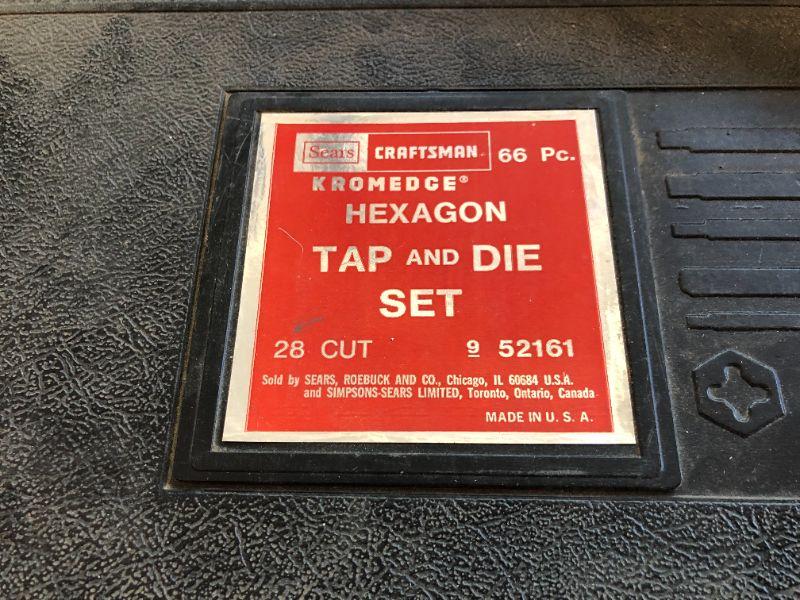 Sears CRAFTSMAN 66 Pc.
KROMEDGE®
HEXAGON
TAP AND DIE
SET
28 CUT 9 52161
Sold by SEARS, ROEBUCK AND CO., Chicago, IL 60684 U.S.A.
and SIMPSONS-SEARS LIMITED, Toronto, Ontario, Canada
MADE IN U. S. A.